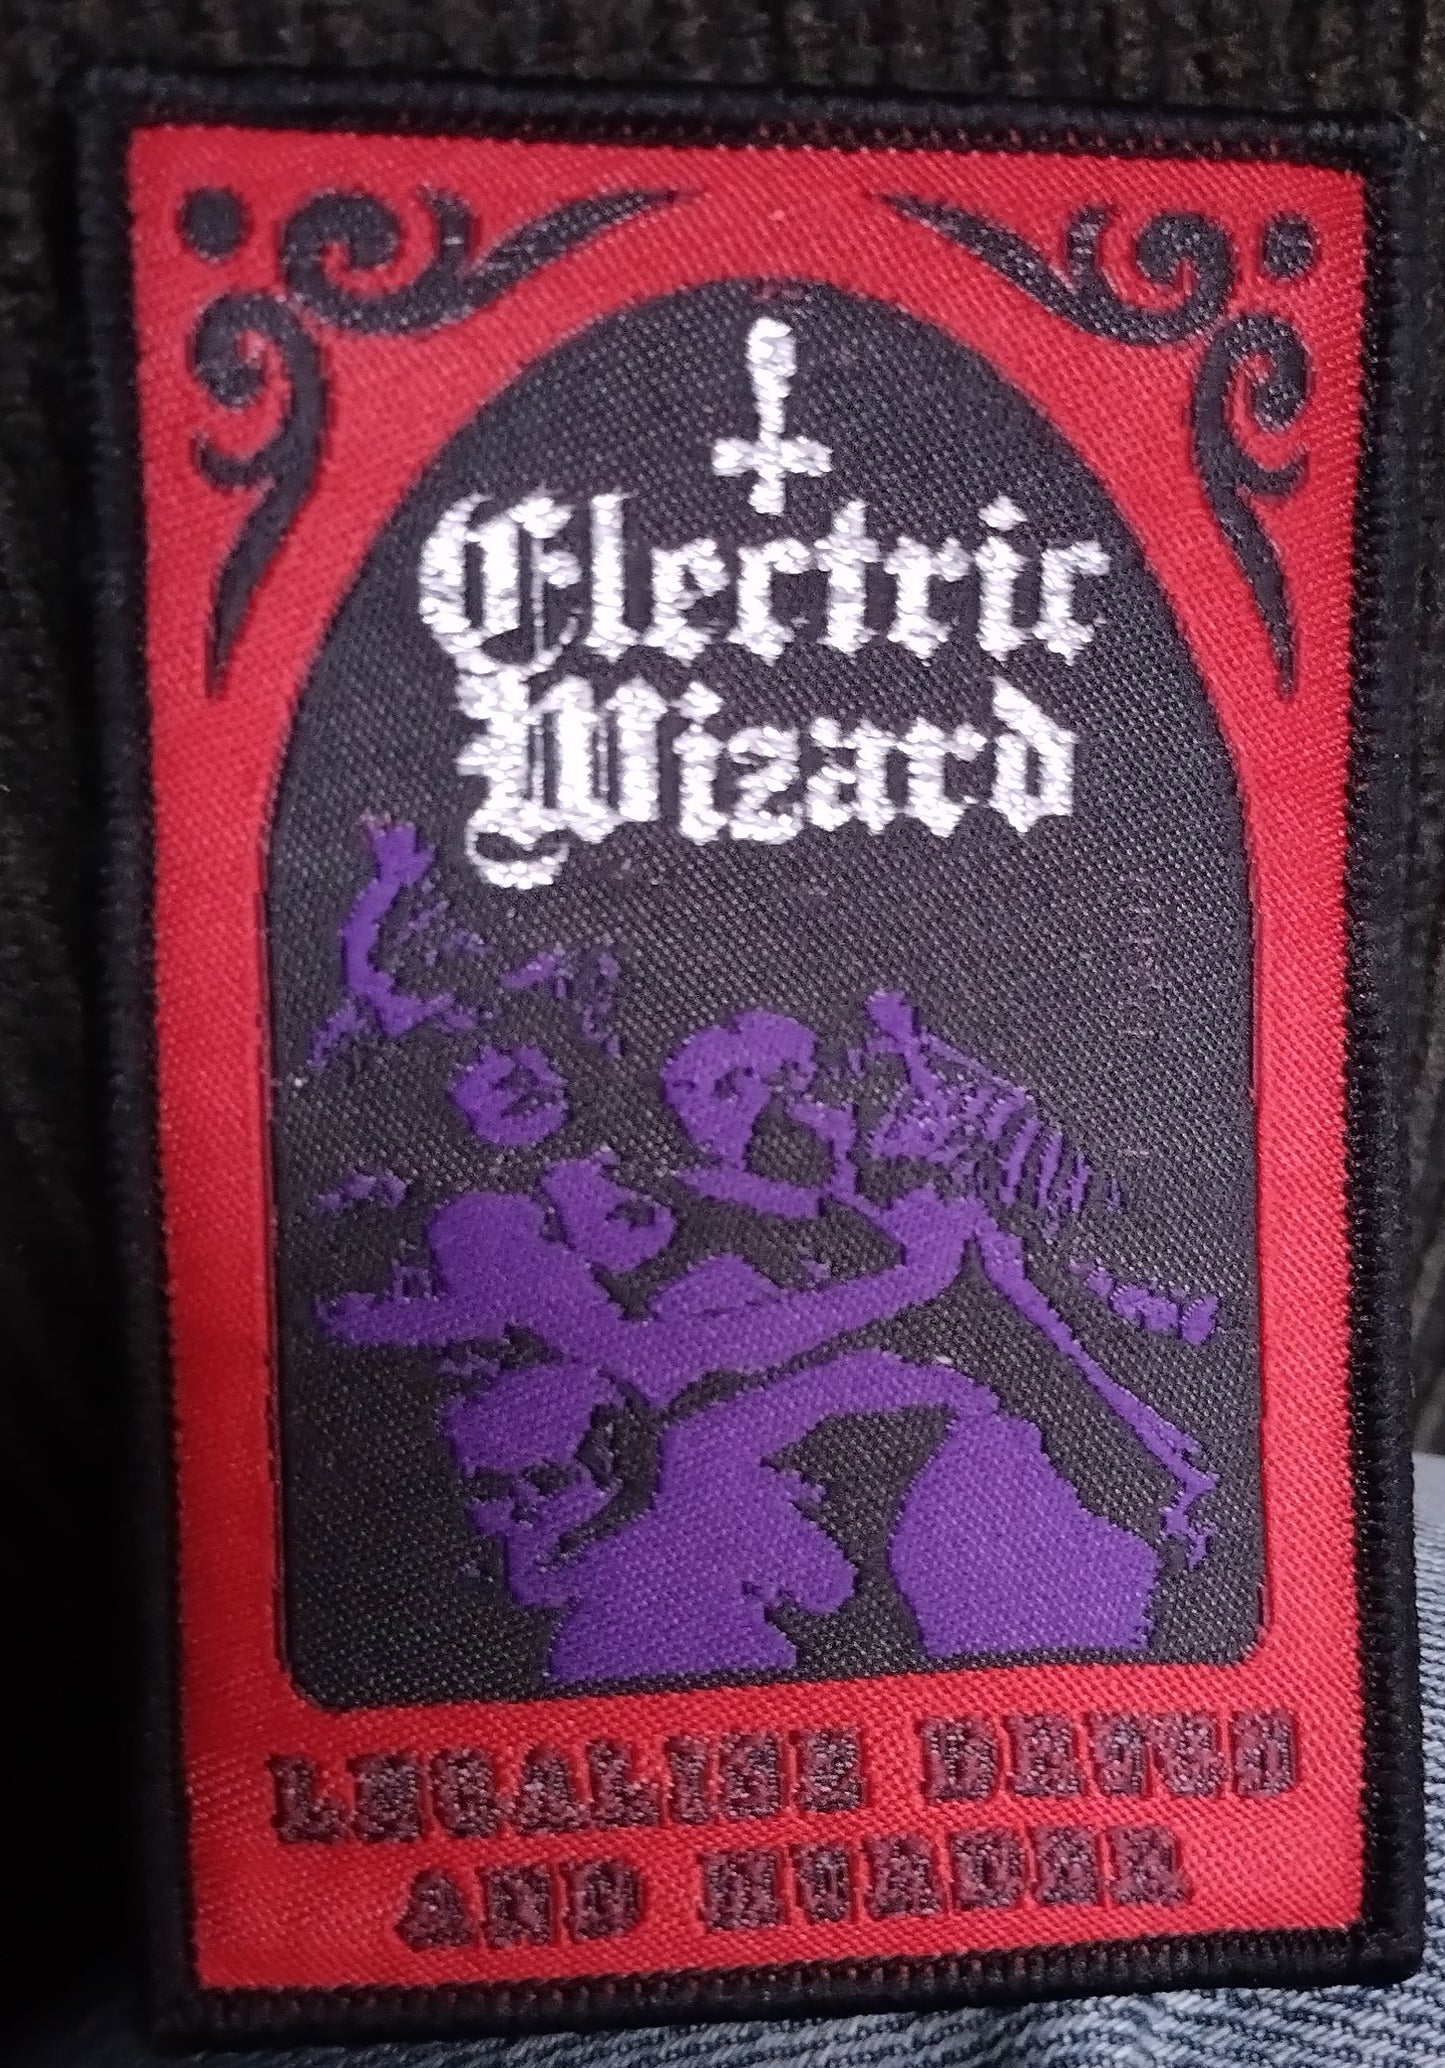 Electric
Wizard
LEGALISE DRUGS
AND MURDER